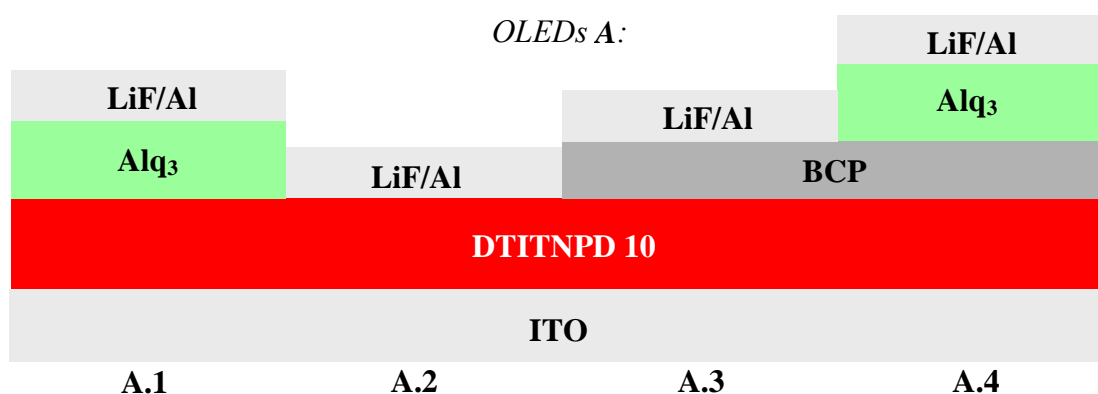 OLEDs A:
LiF/Al
Alq3
LiF/Al
LiF/Al
LiF/Al
Alq3
BCP
DTITNPD 10
ITO
A.1 A.2 A.3 A.4